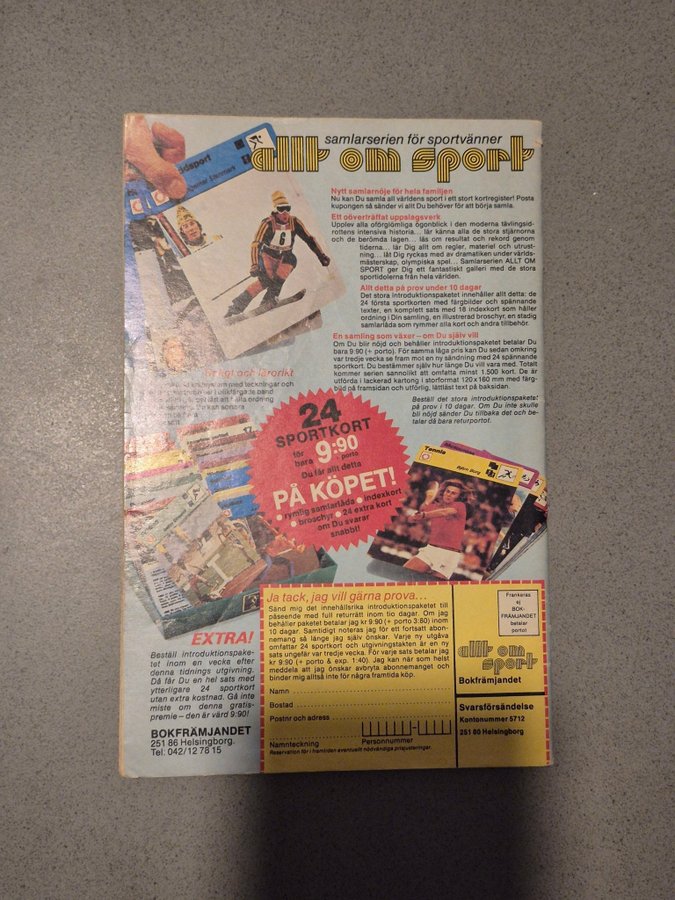 samlarserien för sportvänner
allt om sport
Nytt samlarnöje för hela familjen
Nu kan Du samla all världens sport i ett stort kortregister! Posta
kupongen så sänder vi allt Du behöver för att börja samla.
Ett oöverträffat uppslagsverk
Upplev alla oförglömliga ögonblick i den moderna tävlingsid-
rottens intensiva historia... lär känna alla de stora stjärnorna
och de berömda lagen... läs om resultat och rekord genom
tiderna... lär Dig allt om regler, materiel och utrust-
ning... låt Dig ryckas med av dramatiken under världs-
mästerskap, olympiska spel... Samlarserien ALLT OM
SPORT ger Dig ett fantastiskt galleri med de stora
sportidolerna från hela världen.
Allt detta på prov under 10 dagar
Det stora introduktionspaketet innehåller allt detta: de
24 första sportkorten med färgbilder och spännande
texter, en komplett sats med 18 indexkort som håller
ordning i Din samling, en illustrerad broschyr, en stadig
samlarlåda som rymmer alla kort och andra tillbehör.
En samling som växer – om Du själv vill
Om Du blir nöjd och behåller introduktionspaketet betalar Du
bara 9:90 (+ porto). För samma låga pris kan Du sedan omkring
var tredje vecka se fram mot en ny sändning med 24 spännande
sportkort. Du bestämmer själv hur länge Du vill vara med. Totalt
kommer serien sannolikt att omfatta minst 1.500 kort. De är
utförda i lackerad kartong i storformat 120x160 mm med färg-
bild på framsidan och utförlig, lättläst text på baksidan.
Beställ det stora introduktionspaketet
på prov i 10 dagar. Om Du inte skulle
bli nöjd sänder Du tillbaka det och be-
talar då bara returportot.
24
SPORTKORT
för
bara 9:90 + porto
Du får allt detta
PÅ KÖPET!
• rymlig samlarlåda • indexkort
• broschyr • 24 extra kort
om Du svarar
snabbt!
Tennis
Björn Borg
EXTRA!
Beställ introduktionspake-
tet inom en vecka efter
denna tidnings utgivning.
Då får Du en hel sats med
ytterligare 24 sportkort
utan extra kostnad. Gå inte
miste om denna gratis-
premie – den är värd 9:90!
BOKFRÄMJANDET
251 86 Helsingborg.
Tel: 042/12 78 15
Ja tack, jag vill gärna prova...
Sänd mig det innehållsrika introduktionspaketet till
påseende med full returrätt inom tio dagar. Om jag
behåller paketet betalar jag kr 9:90 (+ porto 3:80) inom
10 dagar. Samtidigt noteras jag för ett fortsatt abon-
nemang så länge jag själv önskar. Varje ny utgåva
omfattar 24 sportkort och utgivningstakten är en ny
sats ungefär var tredje vecka. För varje sats betalar jag
kr 9:90 (+ porto & exp. 1:40). Jag kan när som helst
meddela att jag önskar avbryta abonnemanget och
binder mig alltså inte för några framtida köp.
Namn
Bostad
Postnr och adress
Namnteckning Personnummer
Reservation för i framtiden eventuellt nödvändiga prisjusteringar.
Frankeras
ej
BOK-
FRÄMJANDET
betalar
porto!
allt om
sport
Bokfrämjandet
Svarsförsändelse
Kontonummer 5712
251 80 Helsingborg